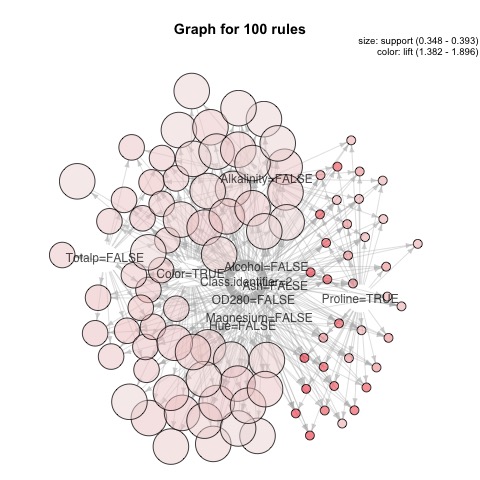 Graph for 100 rules
size: support (0.348 - 0.393)
color: lift (1.382 - 1.896)
Alkalinity=FALSE
Totalp=FALSE
Alcohol=FALSE
Color=TRUE
Class.identifier=2
Ash=FALSE
OD280=FALSE
Proline=TRUE
Magnesium=FALSE
Hue=FALSE